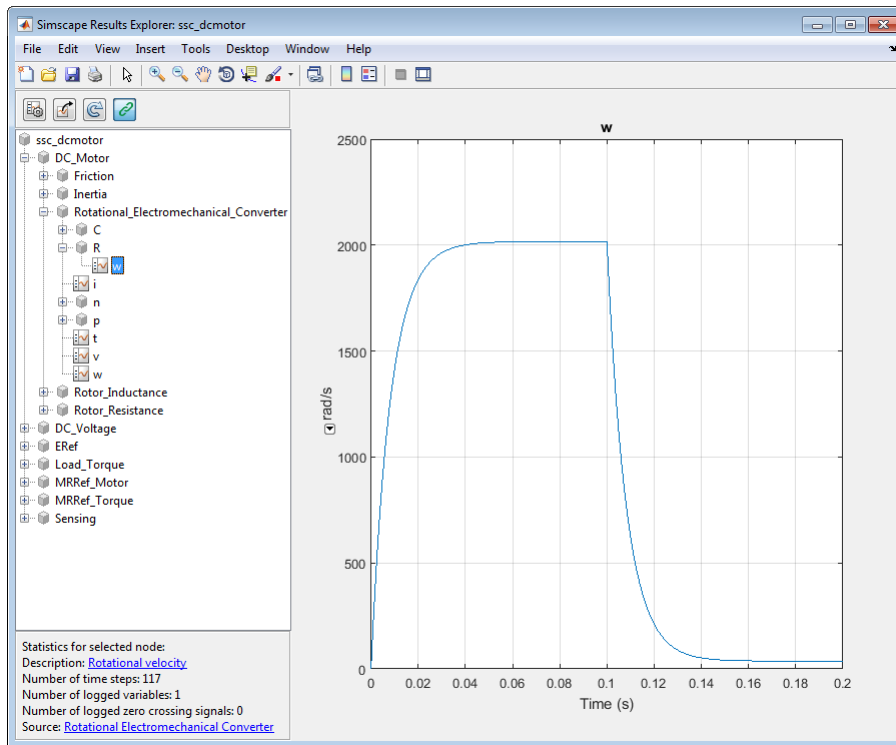 Simscape Results Explorer: ssc_dcmotor
File Edit View Insert Tools Desktop Window Help
ssc_dcmotor
DC_Motor
Friction
Inertia
Rotational_Electromechanical_Converter
C
R
w
i
n
p
t
v
w
Rotor_Inductance
Rotor_Resistance
DC_Voltage
ERef
Load_Torque
MRRef_Motor
MRRef_Torque
Sensing
Statistics for selected node:
Description: Rotational velocity
Number of time steps: 117
Number of logged variables: 1
Number of logged zero crossing signals: 0
Source: Rotational Electromechanical Converter
w
2500
2000
1500
1000
500
0
rad/s
0 0.02 0.04 0.06 0.08 0.1 0.12 0.14 0.16 0.18 0.2
Time (s)